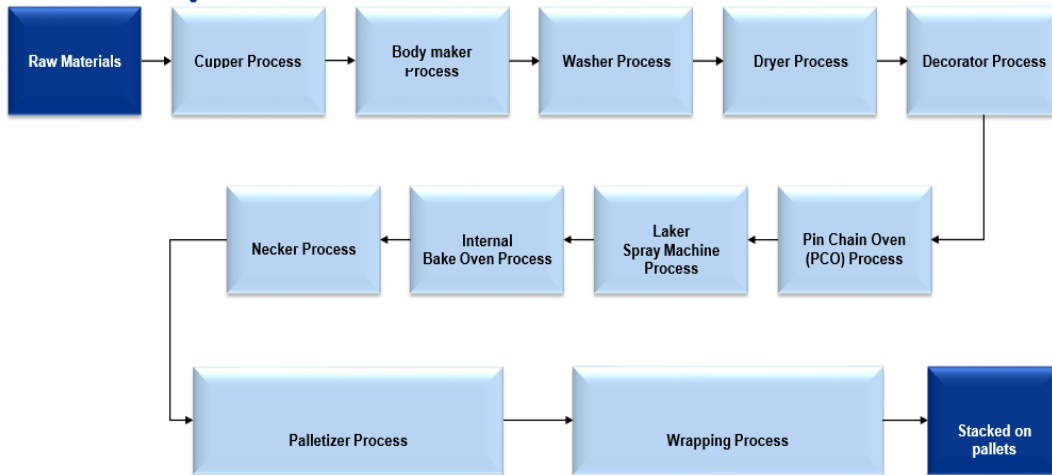 Raw Materials
Cupper Process
Body maker
Process
Washer Process
Dryer Process
Decorator Process
Necker Process
Internal
Bake Oven Process
Laker
Spray Machine
Process
Pin Chain Oven
(PCO) Process
Palletizer Process
Wrapping Process
Stacked on
pallets